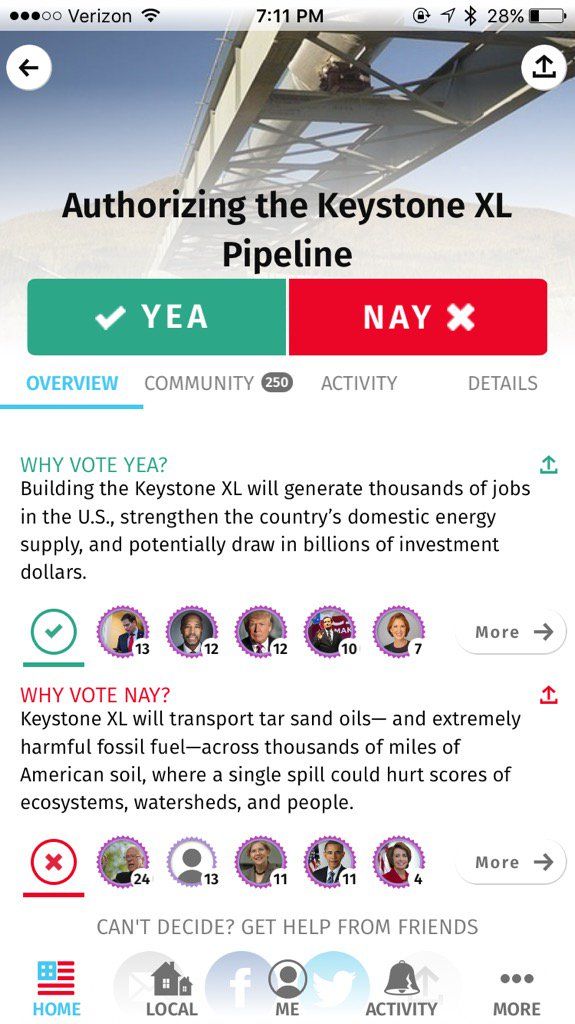 Verizon 7:11 PM 28%
Authorizing the Keystone XL
Pipeline
YEA NAY
OVERVIEW COMMUNITY 250 ACTIVITY DETAILS
WHY VOTE YEA?
Building the Keystone XL will generate thousands of jobs
in the U.S., strengthen the country’s domestic energy
supply, and potentially draw in billions of investment
dollars.
13 12 12 10 7 More
WHY VOTE NAY?
Keystone XL will transport tar sand oils— and extremely
harmful fossil fuel—across thousands of miles of
American soil, where a single spill could hurt scores of
ecosystems, watersheds, and people.
24 13 11 11 4 More
CAN'T DECIDE? GET HELP FROM FRIENDS
HOME LOCAL ME ACTIVITY MORE